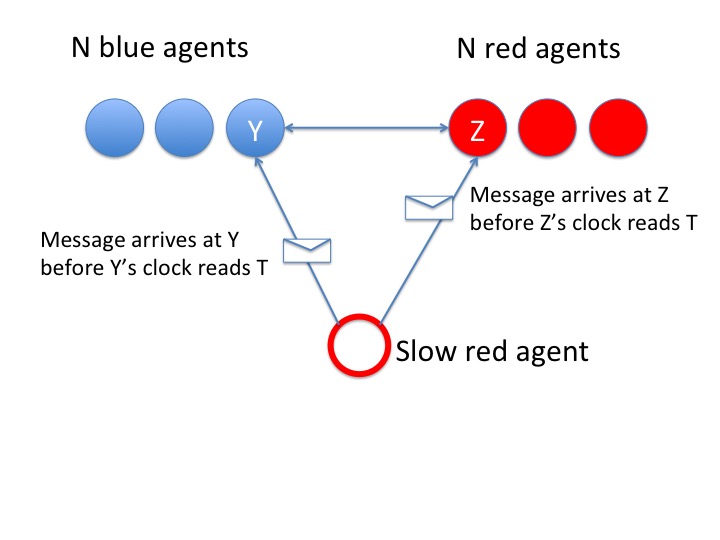 N blue agents
N red agents
Y
Z
Message arrives at Z
before Z's clock reads T
Message arrives at Y
before Y's clock reads T
Slow red agent